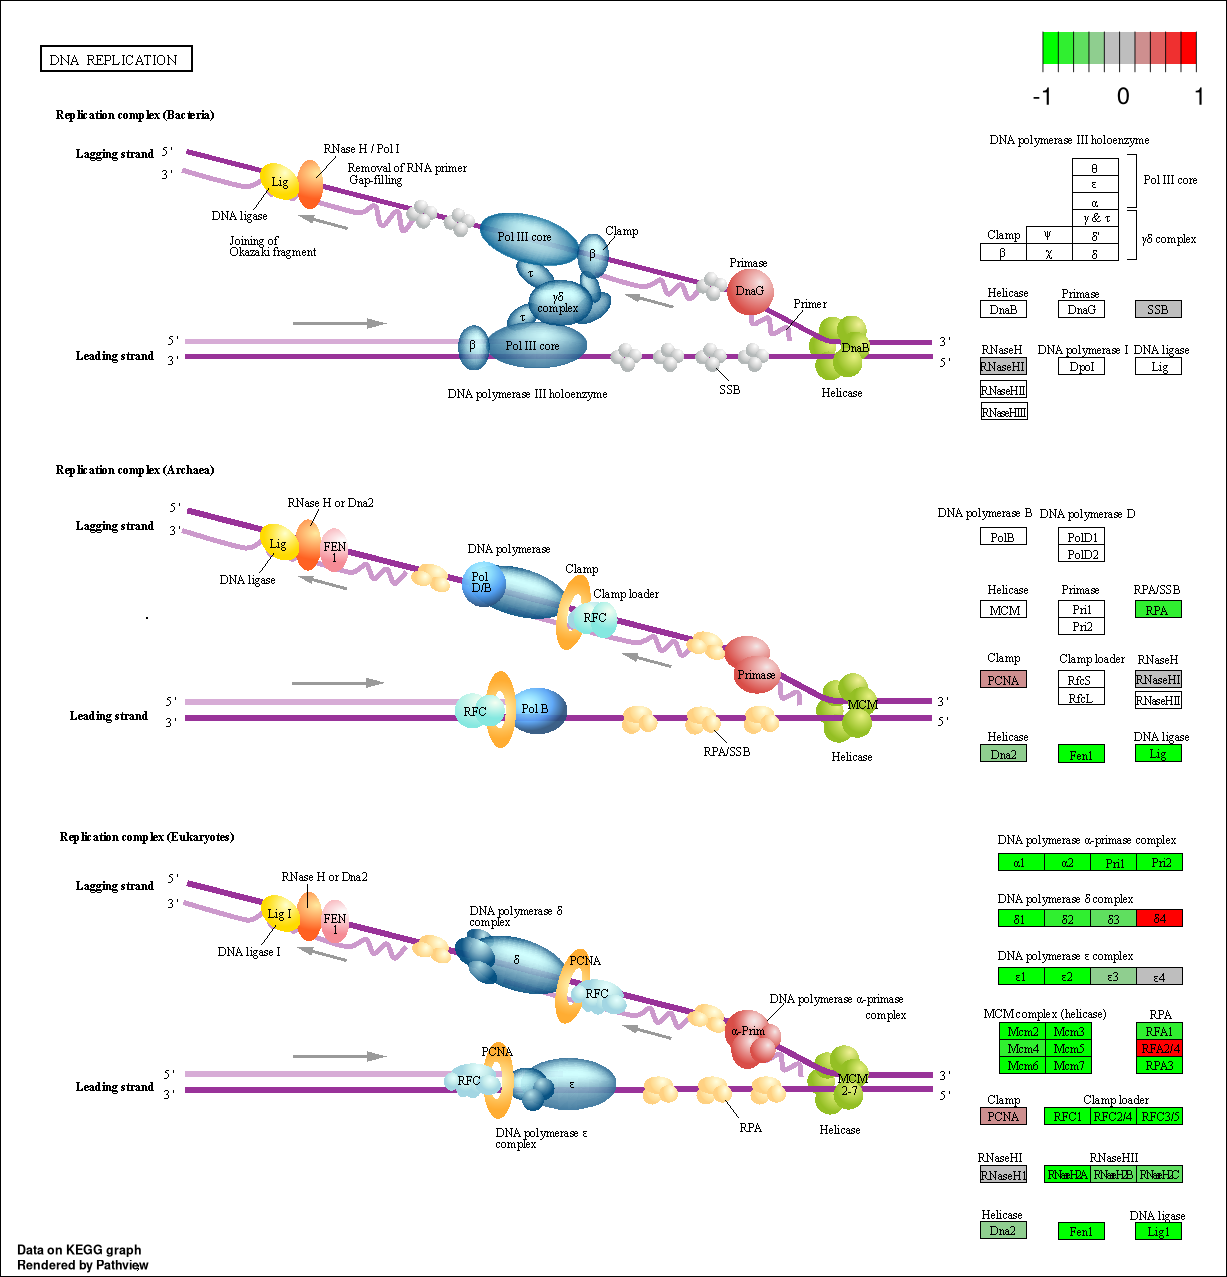 DNA REPLICATION
-1 0 1
Replication complex (Bacteria)
Lagging strand 5'
3'
RNase H / Pol I
Removal of RNA primer
Gap-filling
Lig
DNA ligase
Joining of
Okazaki fragment
Pol III core
Clamp
β
τ
γδ
complex
τ
Primase
DnaG
Primer
β
Pol III core
DnaB
Leading strand
3'
3'
5'
SSB
Helicase
DNA polymerase III holoenzyme
DNA polymerase III holoenzyme
θ
ε
α
Pol III core
γ & τ
Clamp ψ δ'
β χ δ
γδ complex
Helicase Primase
DnaB DnaG SSB
RNaseH DNA polymerase I DNA ligase
RNaseHI DpoI Lig
RNaseHII
RNaseHIII
Replication complex (Archaea)
Lagging strand 5'
3'
RNase H or Dna2
Lig
FEN
1
DNA ligase
DNA polymerase
Pol
D/B
Clamp
Clamp loader
RFC
Primase
MCM
Leading strand
3'
RFC
Pol B
3'
5'
RPA/SSB
Helicase
DNA polymerase B DNA polymerase D
PolB PolD1
PolD2
Helicase Primase RPA/SSB
MCM Pri1 RPA
Pri2
Clamp Clamp loader RNaseH
PCNA RfcS RNaseHI
RfcL RNaseHII
Helicase DNA ligase
Dna2 Fen1 Lig
Replication complex (Eukaryotes)
Lagging strand 5'
3'
RNase H or Dna2
Lig I
FEN
1
DNA ligase I
DNA polymerase δ
complex
δ
PCNA
RFC
DNA polymerase α-primase
complex
α-Prim
Leading strand
3'
PCNA
RFC
ε
MCM
2-7
3'
5'
DNA polymerase ε
complex
RPA
Helicase
DNA polymerase α-primase complex
α1 α2 Pri1 Pri2
DNA polymerase δ complex
δ1 δ2 δ3 δ4
DNA polymerase ε complex
ε1 ε2 ε3 ε4
MCM complex (helicase) RPA
Mcm2 Mcm3 RFA1
Mcm4 Mcm5 RFA2/4
Mcm6 Mcm7 RPA3
Clamp Clamp loader
PCNA RFC1 RFC2/4 RFC3/5
RNaseHI RNaseHII
RNaseH1 RNaseH2A RNaseH2B RNaseH2C
Helicase DNA ligase
Dna2 Fen1 Lig1
Data on KEGG graph
Rendered by Pathview